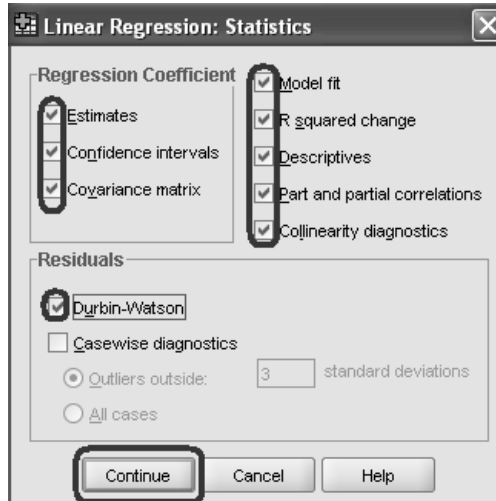 Linear Regression: Statistics
Regression Coefficient
Estimates
Confidence intervals
Covariance matrix
Model fit
R squared change
Descriptives
Part and partial correlations
Collinearity diagnostics
Residuals
Durbin-Watson
Casewise diagnostics
Outliers outside: 3 standard deviations
All cases
Continue Cancel Help